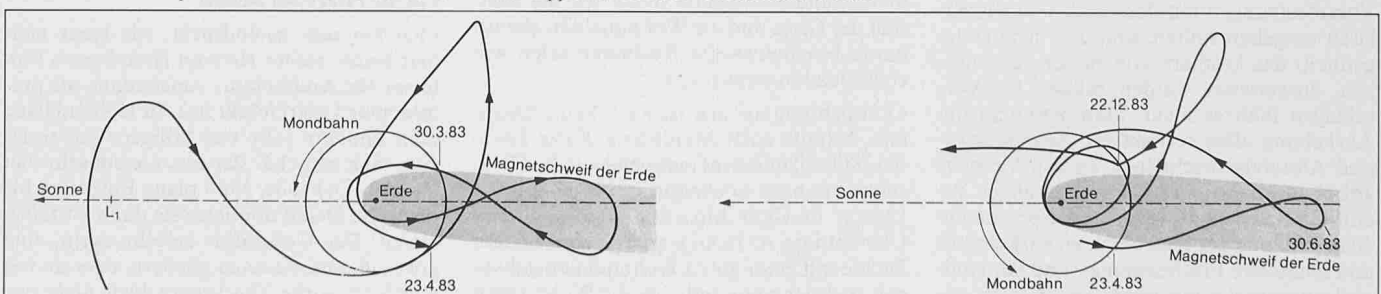 Mondbahn
30.3.83
Magnetschweif der Erde
Sonne
L1
Erde
23.4.83
22.12.83
Sonne
Erde
30.6.83
Magnetschweif der Erde
Mondbahn
23.4.83